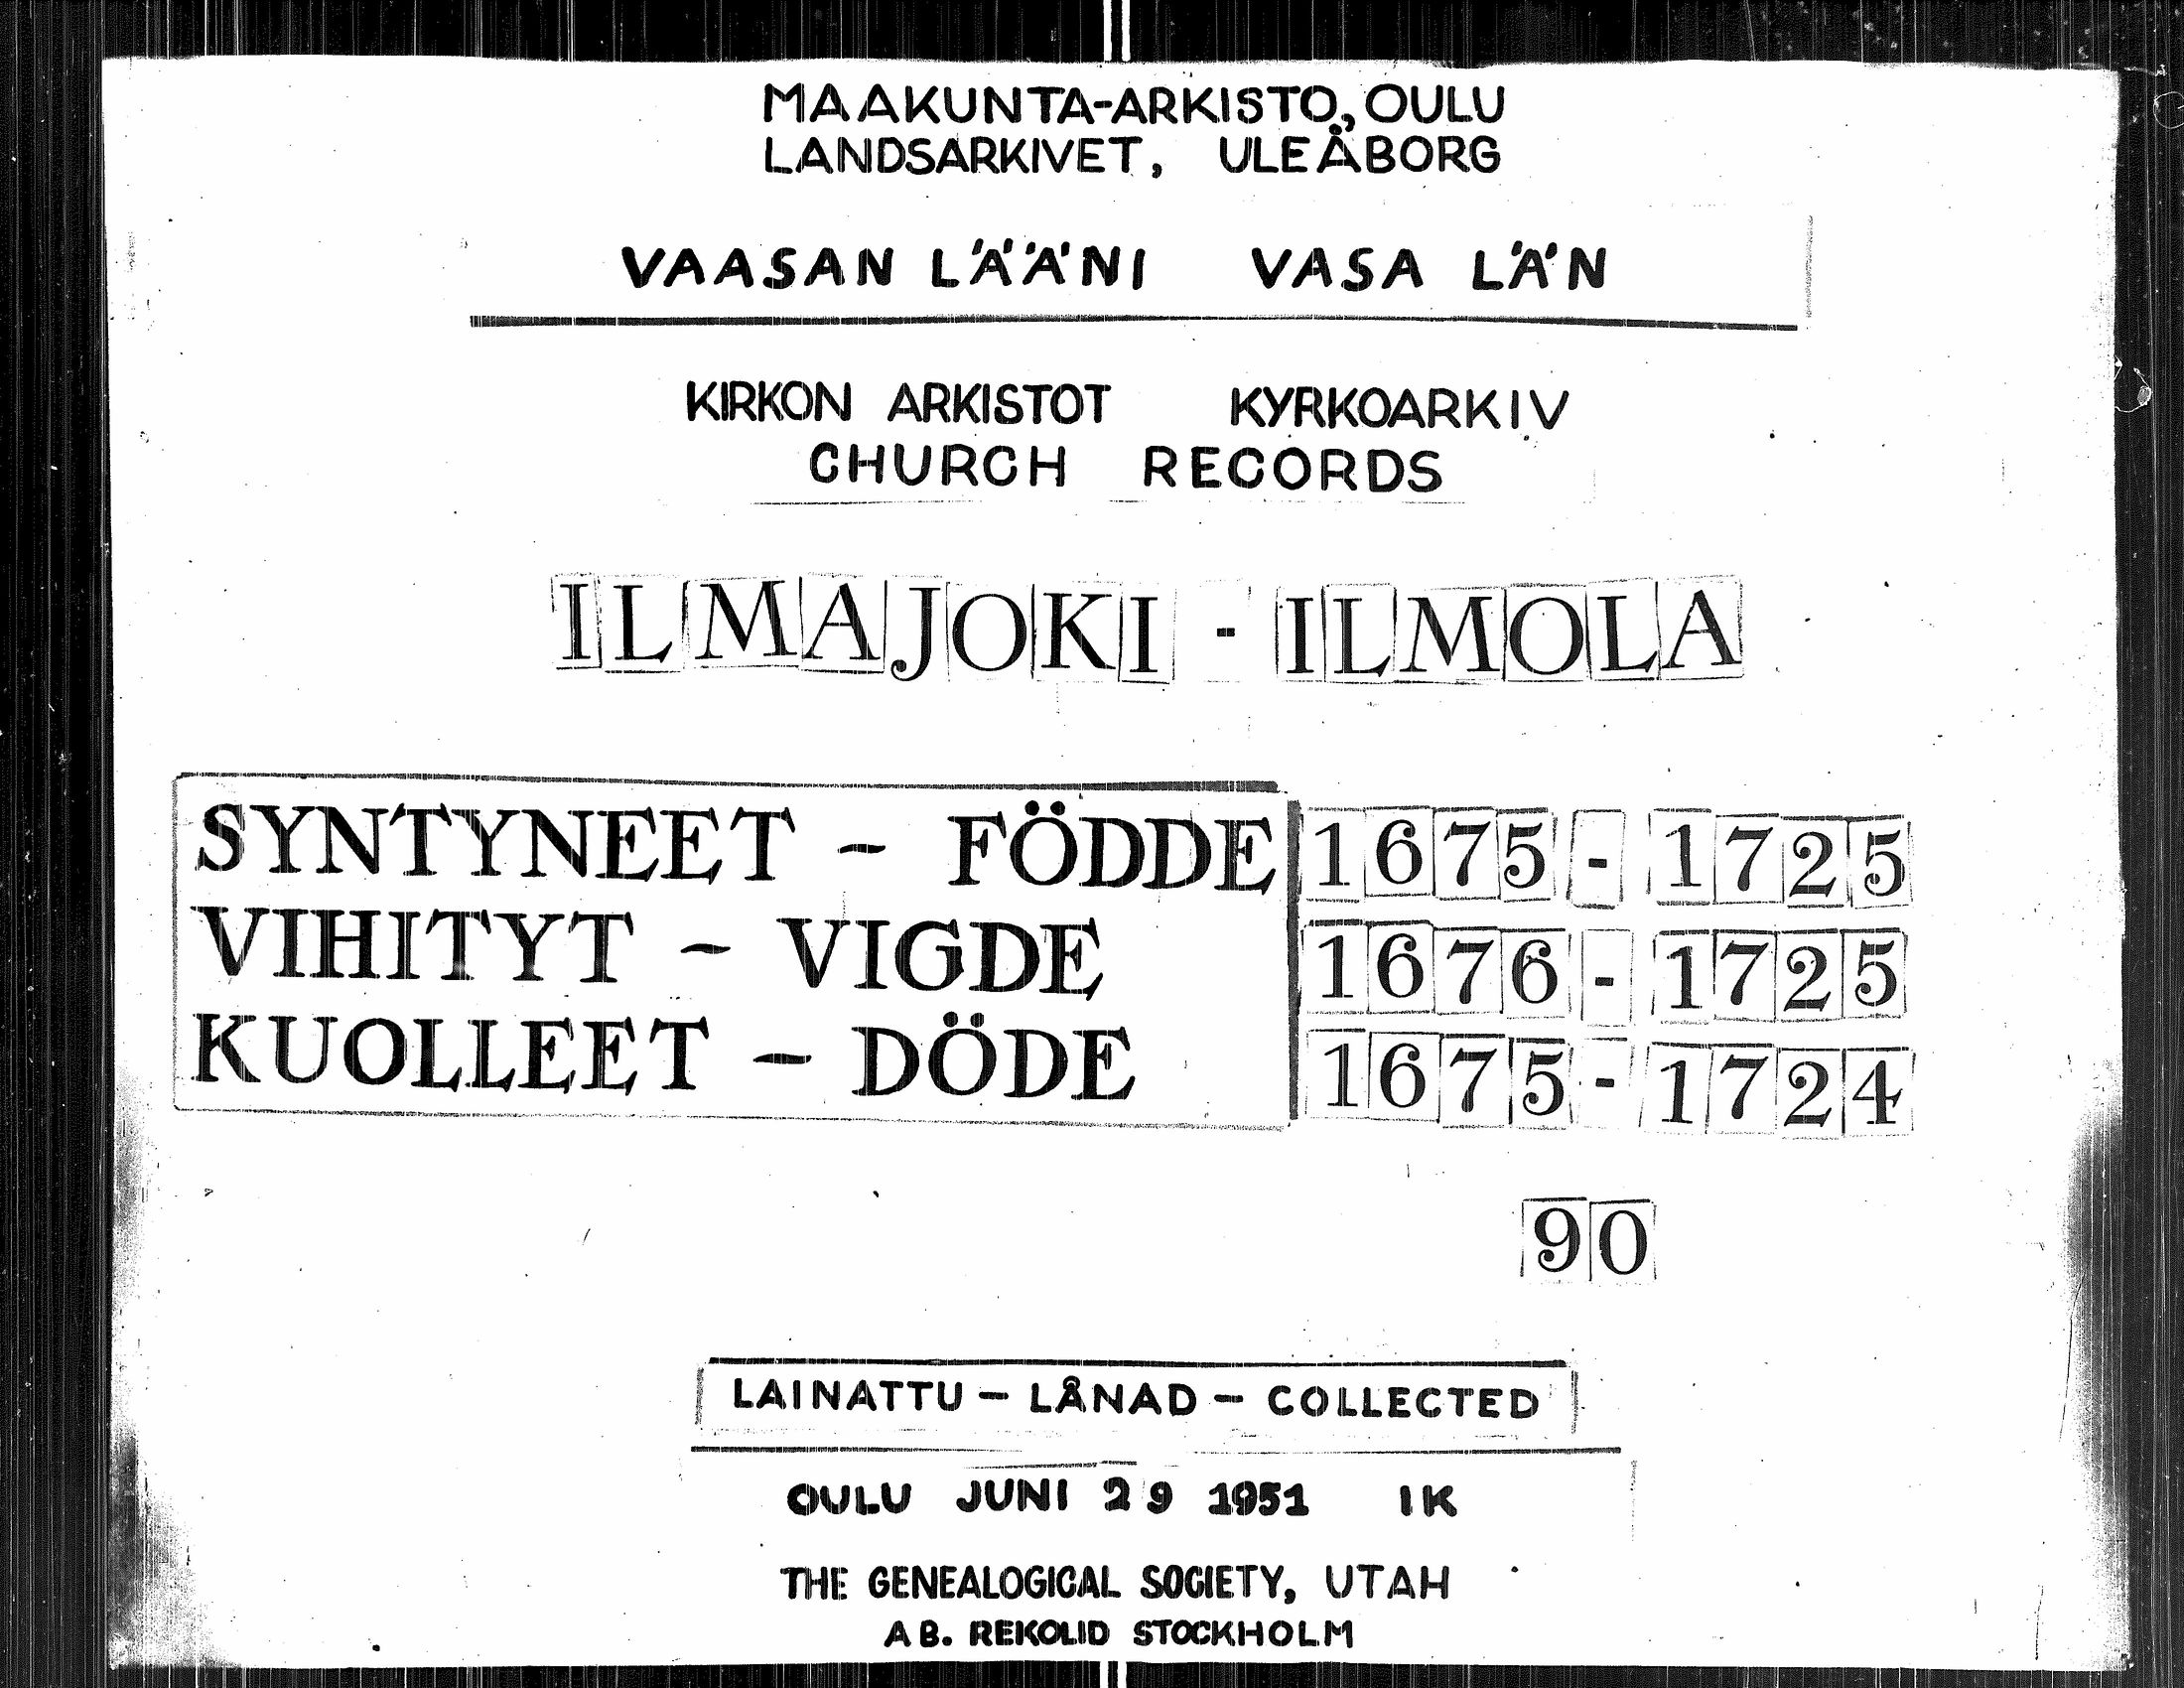 MAAKUNTA-ARKISTO, OULU
LANDSARKIVET, ULEÅBORG
VAASAN LÄÄNI VASA LÄN
KIRKON ARKISTOT KYRKOARKIV
CHURCH RECORDS
ILMAJOKI - ILMOLA
SYNTYNEET - FÖDDE 1675 - 1725
VIHITYT - VIGDE 1676 - 1725
KUOLLEET - DÖDE 1675 - 1724
90
LAINATTU - LÅNAD - COLLECTED
OULU JUNI 29 1951 IK
THE GENEALOGICAL SOCIETY, UTAH
AB. REKOLID STOCKHOLM